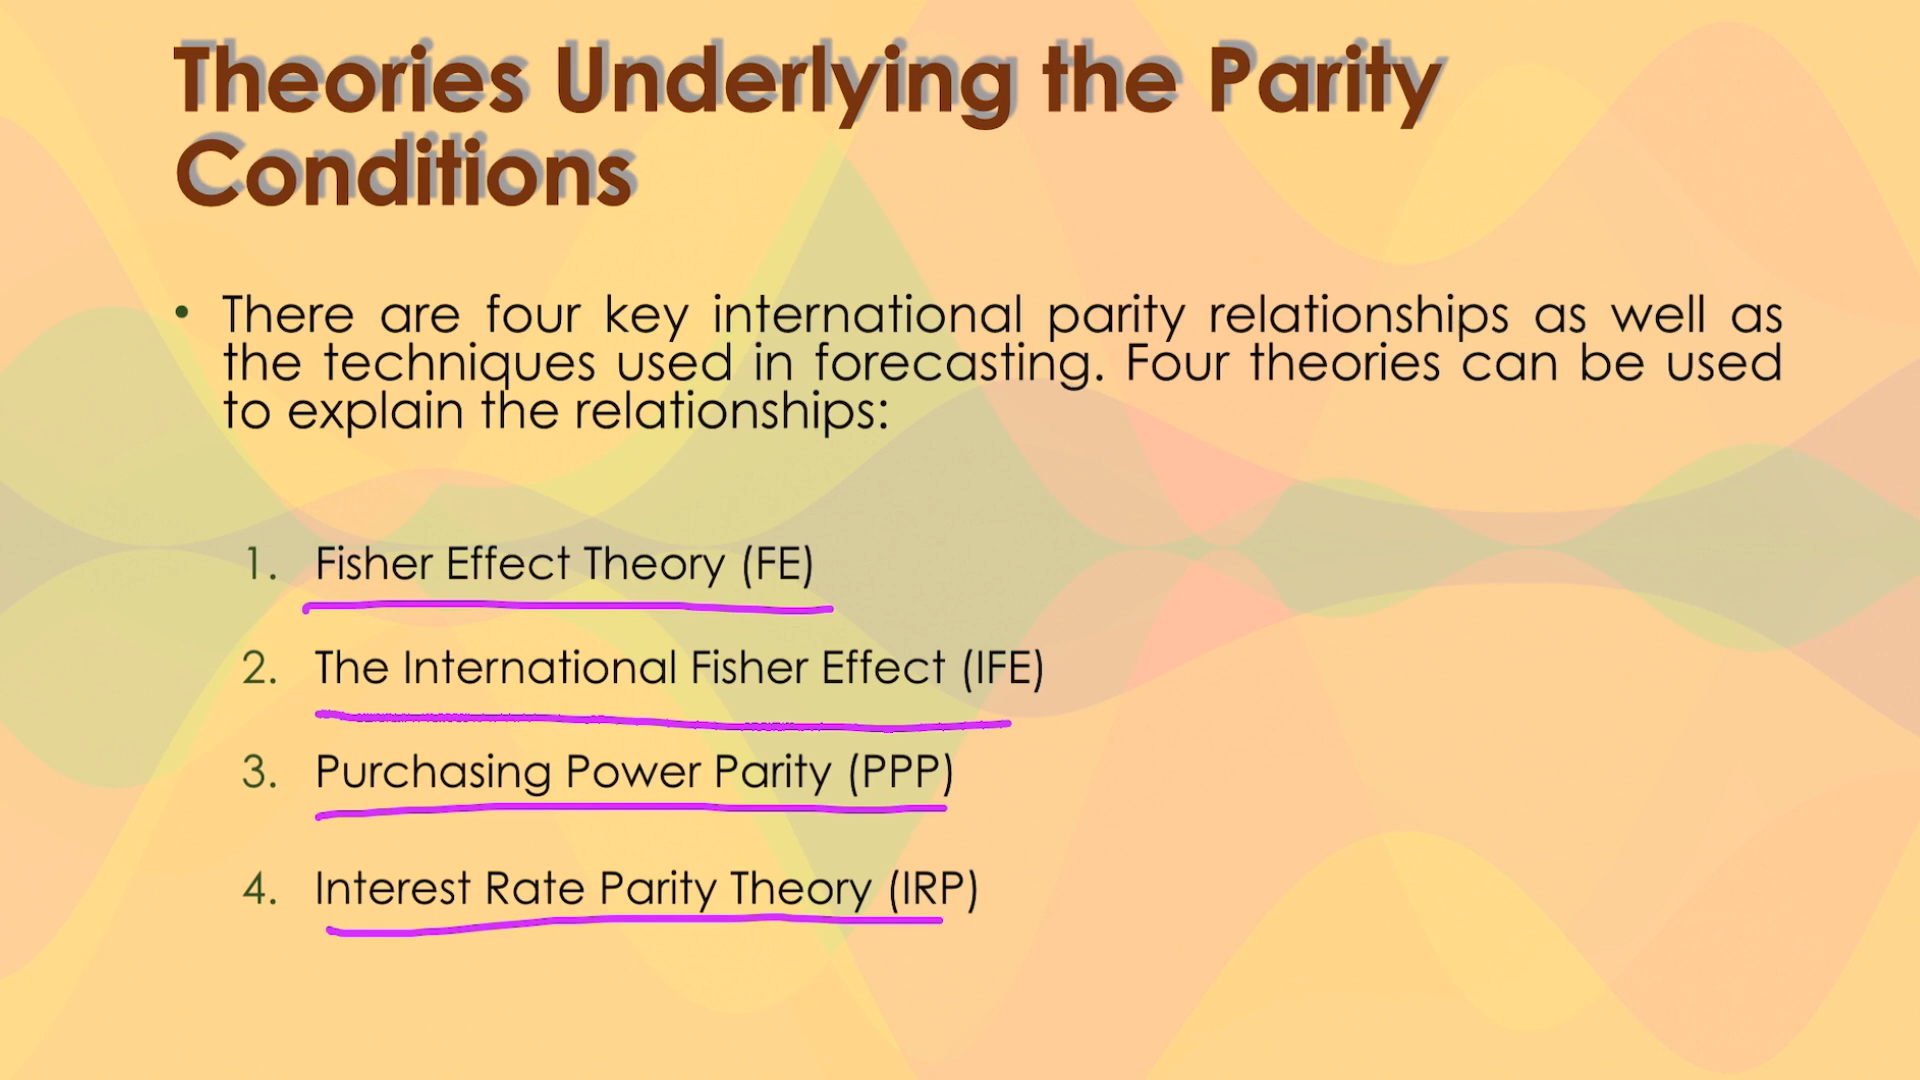 Theories Underlying the Parity
Conditions
• There are four key international parity relationships as well as
the techniques used in forecasting. Four theories can be used
to explain the relationships:
1. Fisher Effect Theory (FE)
2. The International Fisher Effect (IFE)
3. Purchasing Power Parity (PPP)
4. Interest Rate Parity Theory (IRP)